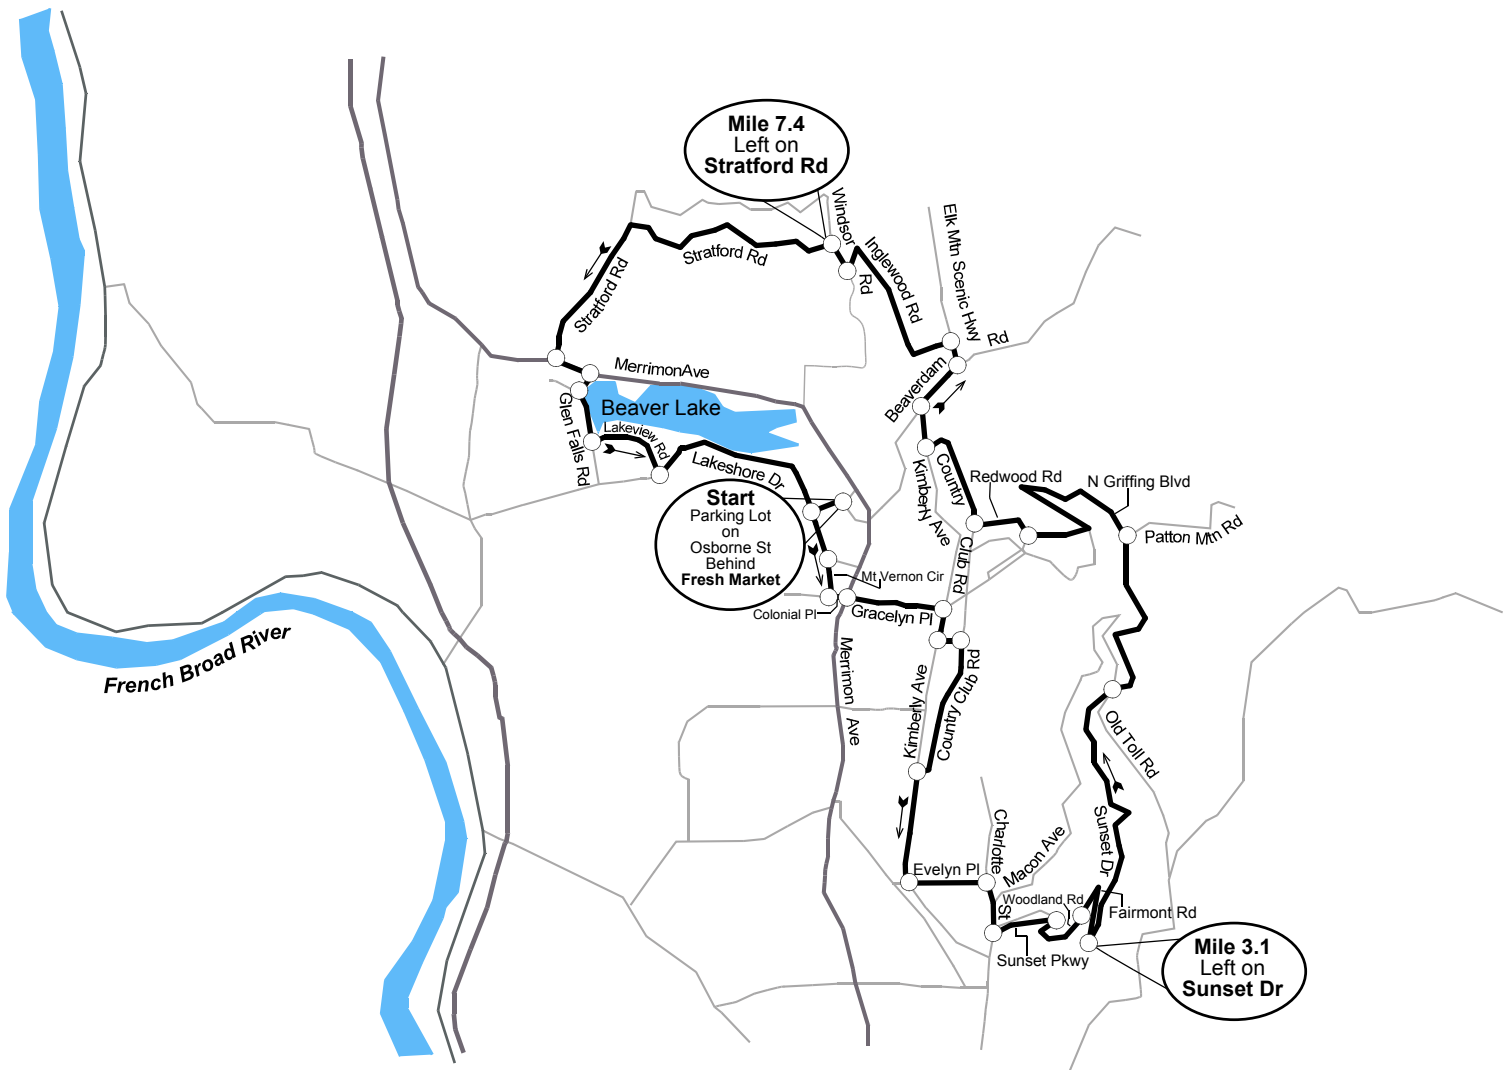 Mile 7.4
Left on
Stratford Rd
Windsor
Rd
Inglewood Rd
Elk Mtn Scenic Hwy
Stratford Rd
Stratford Rd
Beaverdam
Rd
MerrimonAve
Beaver Lake
Glen Falls Rd
Lakeview Rd
Lakeshore Dr
Kimberly Ave
Country
Club Rd
Redwood Rd
N Griffing Blvd
Patton Mtn Rd
Start
Parking Lot
on
Osborne St
Behind
Fresh Market
Mt Vernon Cir
Colonial Pl
Gracelyn Pl
French Broad River
Merrimon
Ave
Kimberly Ave
Country Club Rd
Old Toll Rd
Sunset Dr
Charlotte
St
Macon Ave
Evelyn Pl
Woodland Rd
Fairmont Rd
Sunset Pkwy
Mile 3.1
Left on
Sunset Dr